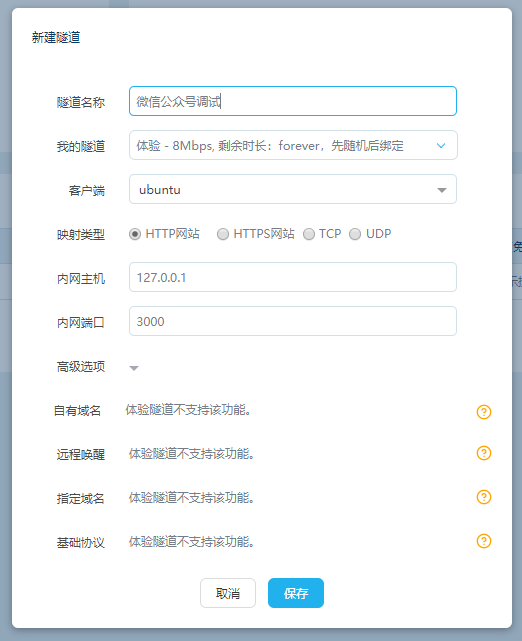 新建隧道
隧道名称 微信公众号调试
我的隧道 体验 - 8Mbps, 剩余时长：forever，先随机后绑定
客户端 ubuntu
映射类型 HTTP网站 HTTPS网站 TCP UDP
内网主机 127.0.0.1
内网端口 3000
高级选项
自有域名 体验隧道不支持该功能。
远程唤醒 体验隧道不支持该功能。
指定域名 体验隧道不支持该功能。
基础协议 体验隧道不支持该功能。
取消 保存